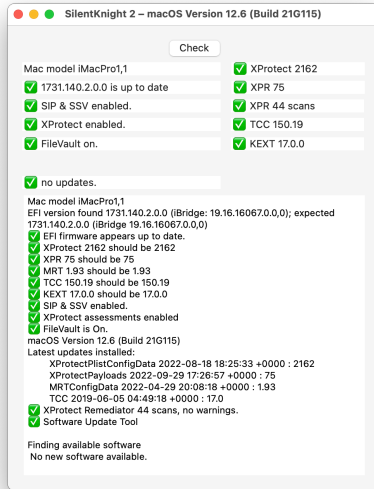 SilentKnight 2 – macOS Version 12.6 (Build 21G115)
Check
Mac model iMacPro1,1
✅ XProtect 2162
✅ 1731.140.2.0.0 is up to date
✅ XPR 75
✅ SIP & SSV enabled.
✅ XPR 44 scans
✅ XProtect enabled.
✅ TCC 150.19
✅ FileVault on.
✅ KEXT 17.0.0
✅ no updates.
Mac model iMacPro1,1
EFI version found 1731.140.2.0.0 (iBridge: 19.16.16067.0.0,0); expected
1731.140.2.0.0 (iBridge 19.16.16067.0.0,0)
✅ EFI firmware appears up to date.
✅ XProtect 2162 should be 2162
✅ XPR 75 should be 75
✅ MRT 1.93 should be 1.93
✅ TCC 150.19 should be 150.19
✅ KEXT 17.0.0 should be 17.0.0
✅ SIP & SSV enabled.
✅ XProtect assessments enabled
✅ FileVault is On.
macOS Version 12.6 (Build 21G115)
Latest updates installed:
XProtectPlistConfigData 2022-08-18 18:25:33 +0000 : 2162
XProtectPayloads 2022-09-29 17:26:57 +0000 : 75
MRTConfigData 2022-04-29 20:08:18 +0000 : 1.93
TCC 2019-06-05 04:49:18 +0000 : 17.0
✅ XProtect Remediator 44 scans, no warnings.
✅ Software Update Tool
Finding available software
No new software available.